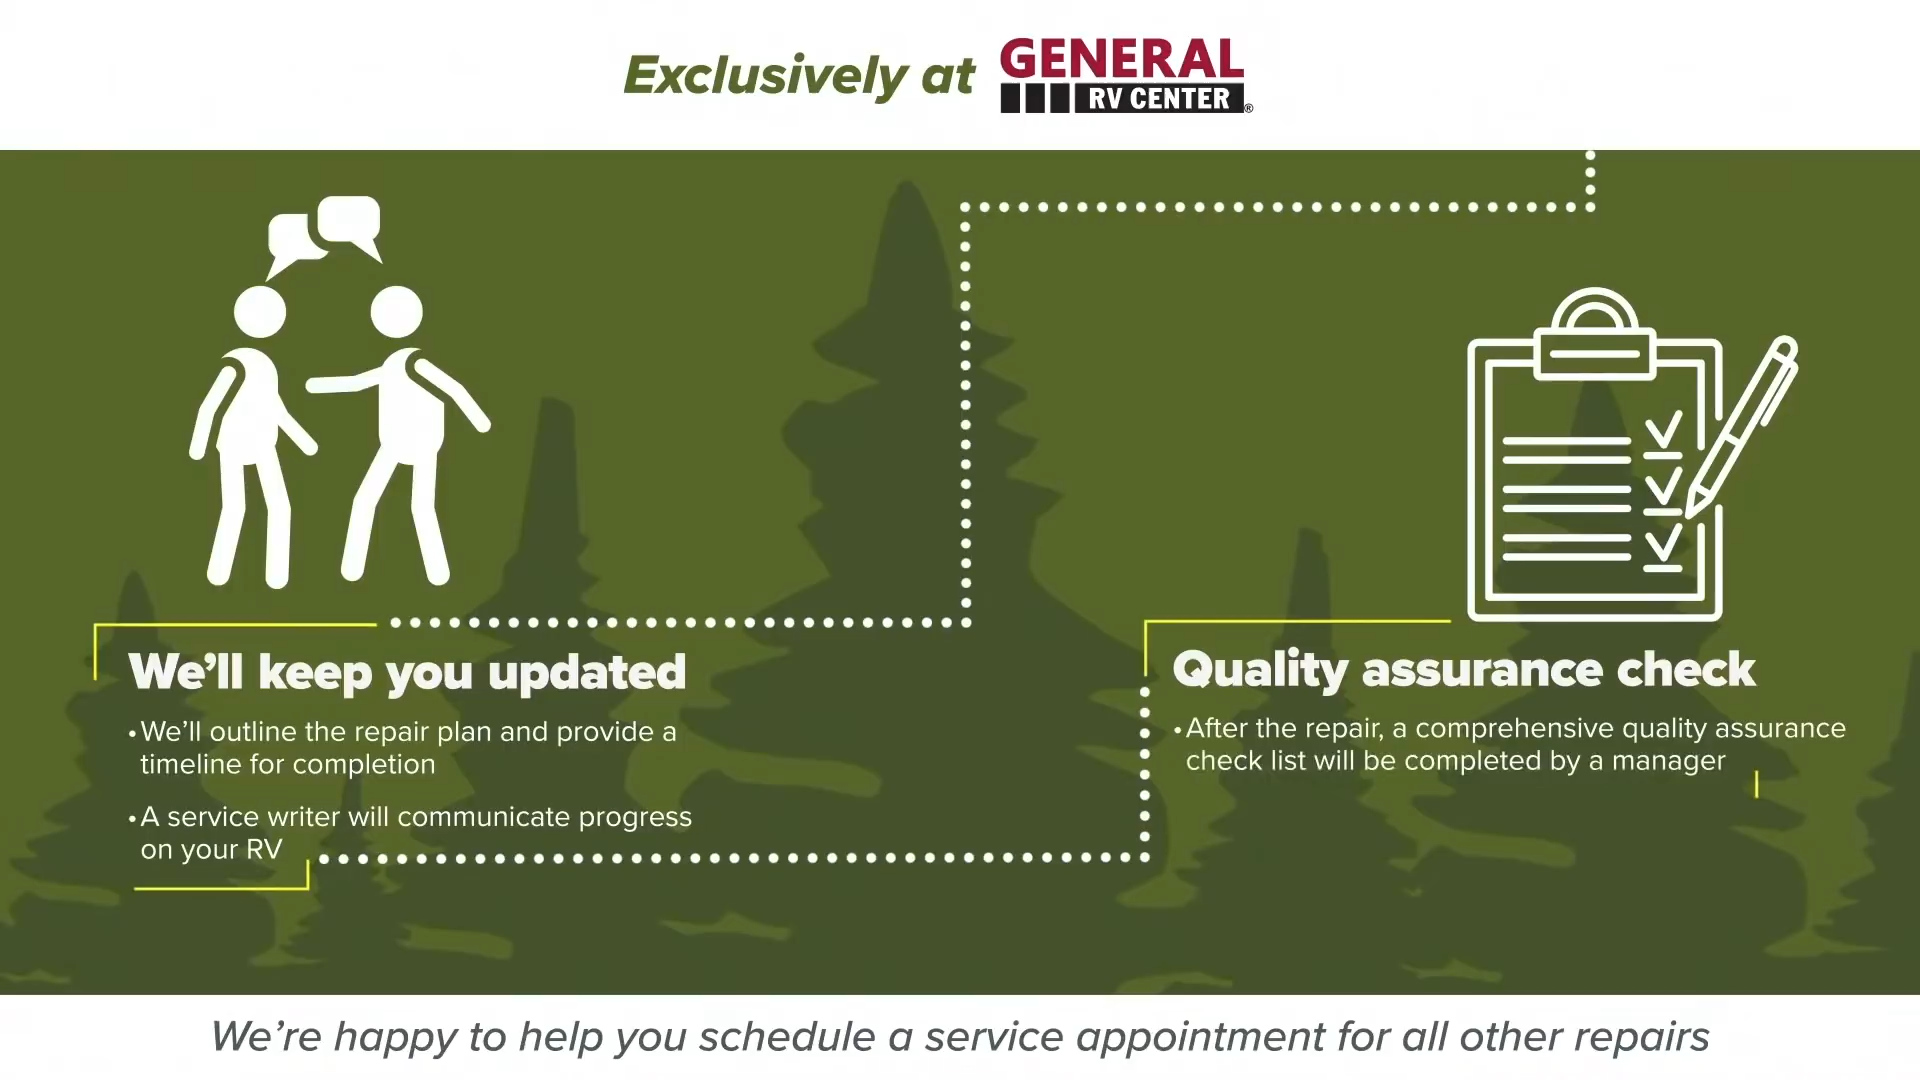 Exclusively at GENERAL
RV CENTER®
We'll keep you updated
•We'll outline the repair plan and provide a
timeline for completion
•A service writer will communicate progress
on your RV
Quality assurance check
•After the repair, a comprehensive quality assurance
check list will be completed by a manager
We're happy to help you schedule a service appointment for all other repairs